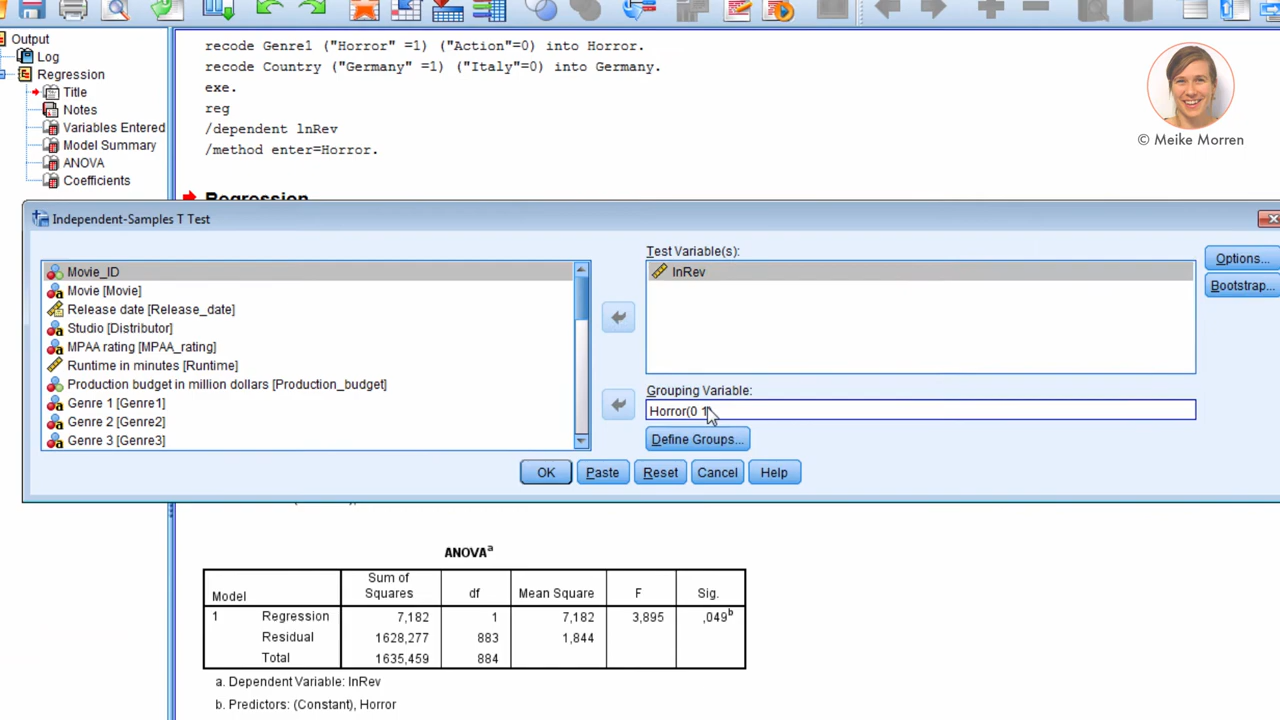 Output
Log
Regression
Title
Notes
Variables Entered
Model Summary
ANOVA
Coefficients
recode Genre1 ("Horror" =1) ("Action"=0) into Horror.
recode Country ("Germany" =1) ("Italy"=0) into Germany.
exe.
reg
/dependent lnRev
/method enter=Horror.
© Meike Morren
Regression
Independent-Samples T Test
Movie_ID
Movie [Movie]
Release date [Release_date]
Studio [Distributor]
MPAA rating [MPAA_rating]
Runtime in minutes [Runtime]
Production budget in million dollars [Production_budget]
Genre 1 [Genre1]
Genre 2 [Genre2]
Genre 3 [Genre3]
Test Variable(s):
lnRev
Grouping Variable:
Horror(0 1
Define Groups...
Options...
Bootstrap...
OK Paste Reset Cancel Help
ANOVAa
Model Sum of Squares df Mean Square F Sig.
1 Regression 7,182 1 7,182 3,895 ,049b
Residual 1628,277 883 1,844
Total 1635,459 884
a. Dependent Variable: lnRev
b. Predictors: (Constant), Horror